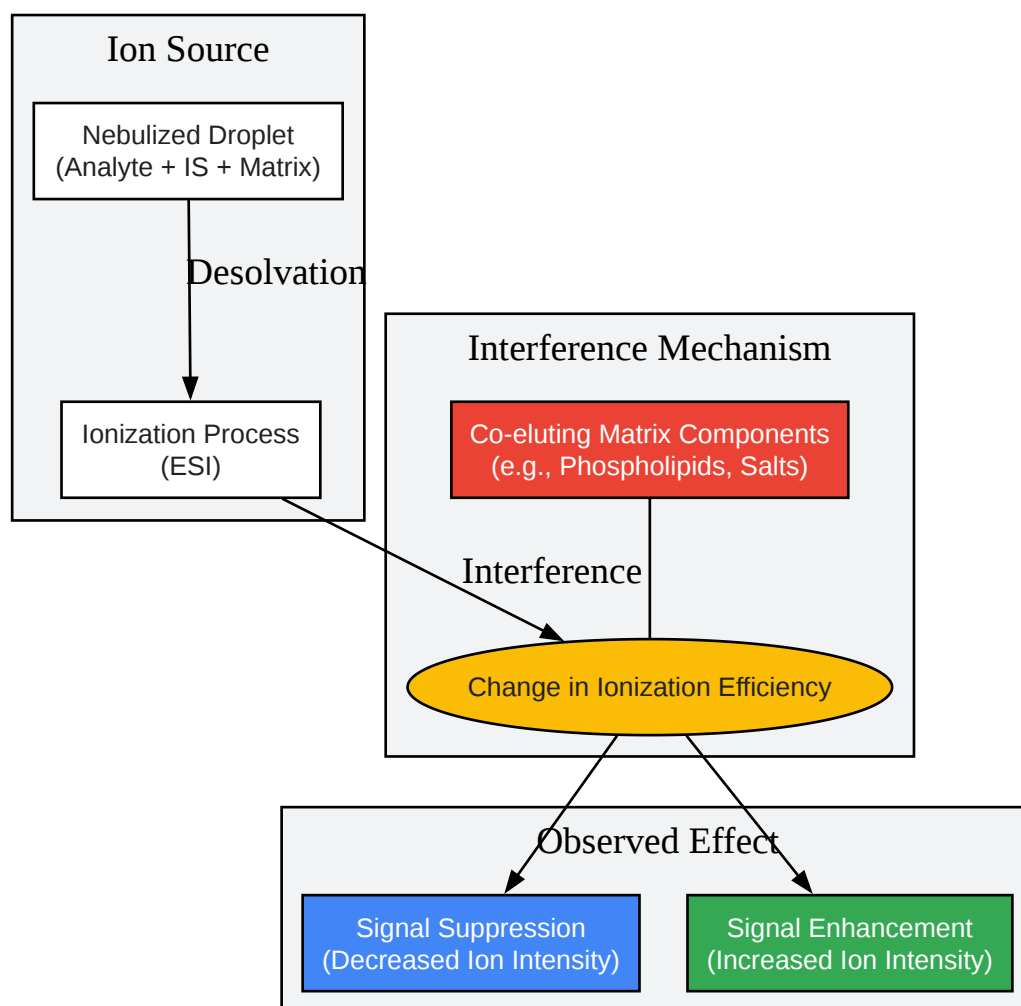 Ion Source
Nebulized Droplet
(Analyte + IS + Matrix)
Desolvation
Ionization Process
(ESI)
Interference Mechanism
Co-eluting Matrix Components
(e.g., Phospholipids, Salts)
Interference
Change in Ionization Efficiency
Observed Effect
Signal Suppression
(Decreased Ion Intensity)
Signal Enhancement
(Increased Ion Intensity)